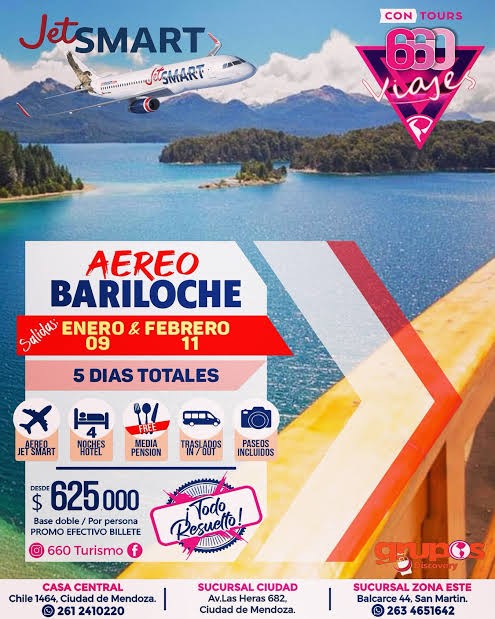 JetSMART
JetSMART
CON TOURS
660
Viajes
AEREO
BARILOCHE
Salidas: ENERO & FEBRERO
09 11
5 DIAS TOTALES
AEREO
JET SMART
4
NOCHES
HOTEL
FREE
MEDIA
PENSION
TRASLADOS
IN / OUT
PASEOS
INCLUIDOS
DESDE
$ 625000
Base doble / Por persona
PROMO EFECTIVO BILLETE
¡Todo
Resuelto!
660 Turismo
grupos
Discovery
CASA CENTRAL
Chile 1464, Ciudad de Mendoza.
261 2410220
SUCURSAL CIUDAD
Av.Las Heras 682,
Ciudad de Mendoza.
SUCURSAL ZONA ESTE
Balcarce 44, San Martin.
263 4651642